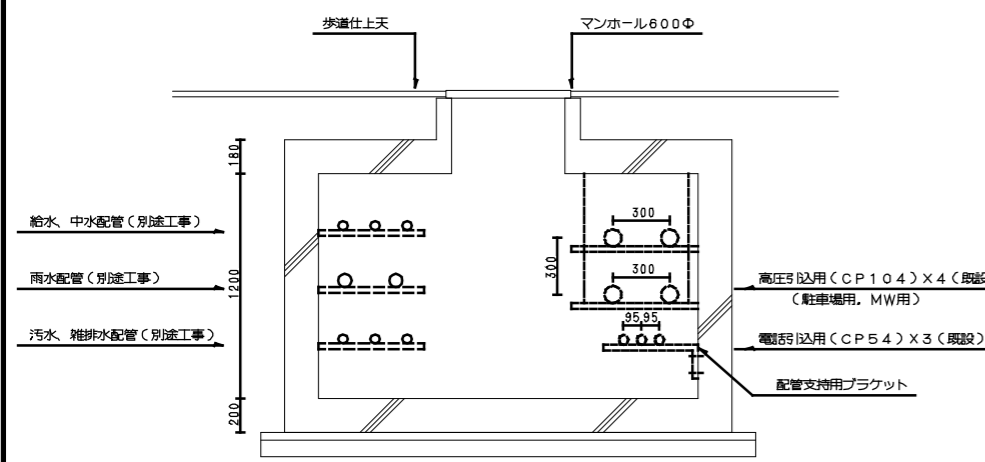 歩道仕上天
マンホール600Φ
180
給水、中水配管(別途工事)
300
300
雨水配管(別途工事)
1200
300
高圧引込用(CP104)X4(既設
(駐車場用．MW用)
汚水、雑排水配管(別途工事)
95,95
電話引込用(CP54)X3(既設)
配管支持用ブラケット
200